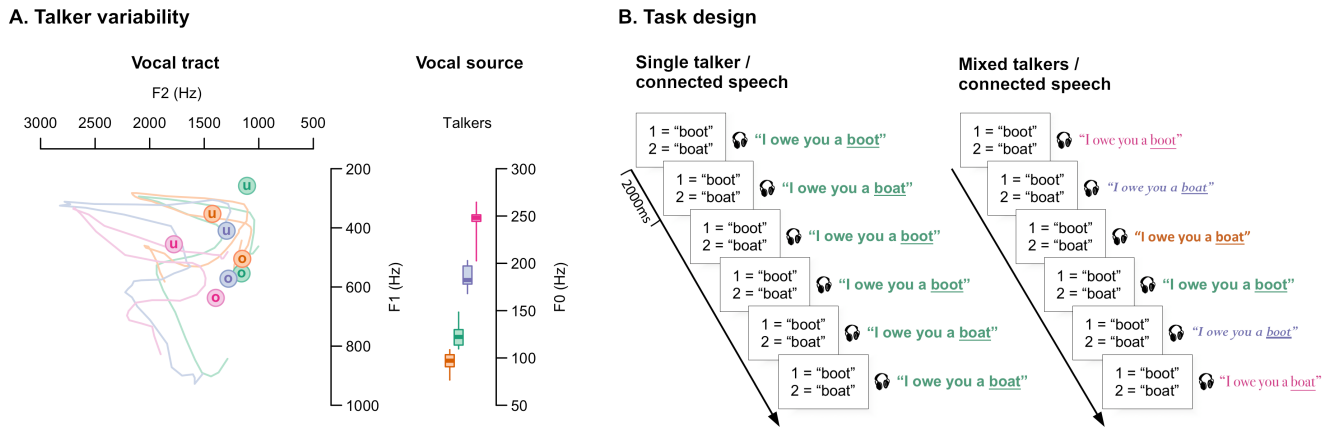 A. Talker variability
Vocal tract
F2 (Hz)
3000 2500 2000 1500 1000 500
200
400
600
800
1000
F1 (Hz)
u
u
u
u
o
o
o
o
Vocal source
Talkers
300
250
200
150
100
50
F0 (Hz)
B. Task design
Single talker /
connected speech
1 = “boot”
2 = “boat”
“I owe you a boot”
2000ms
1 = “boot”
2 = “boat”
“I owe you a boat”
1 = “boot”
2 = “boat”
“I owe you a boot”
1 = “boot”
2 = “boat”
“I owe you a boot”
1 = “boot”
2 = “boat”
“I owe you a boat”
1 = “boot”
2 = “boat”
“I owe you a boat”
Mixed talkers /
connected speech
1 = “boot”
2 = “boat”
“I owe you a boot”
1 = “boot”
2 = “boat”
“I owe you a boat”
1 = “boot”
2 = “boat”
“I owe you a boat”
1 = “boot”
2 = “boat”
“I owe you a boot”
1 = “boot”
2 = “boat”
“I owe you a boot”
1 = “boot”
2 = “boat”
“I owe you a boat”